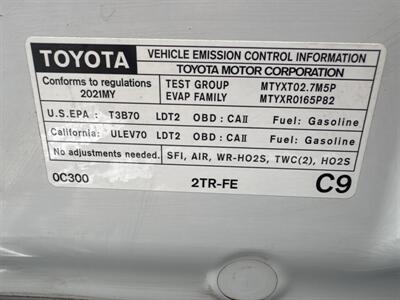 TOYOTA VEHICLE EMISSION CONTROL INFORMATION
TOYOTA MOTOR CORPORATION
Conforms to regulations TEST GROUP MTYXT02.7M5P
2021MY EVAP FAMILY MTYXR0165P82
U.S.EPA : T3B70 LDT2 OBD : CAII Fuel: Gasoline
California: ULEV70 LDT2 OBD : CAII Fuel: Gasoline
No adjustments needed. SFI, AIR, WR-HO2S, TWC(2), HO2S
0C300 2TR-FE C9